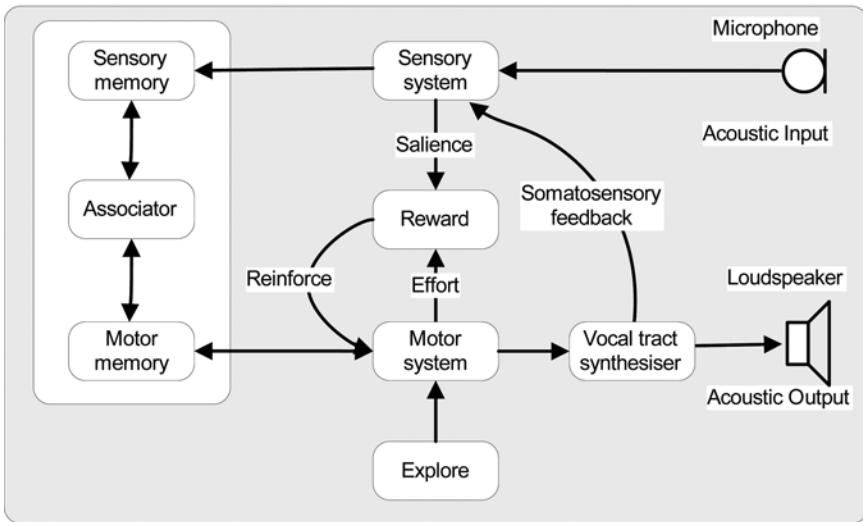 Microphone
Sensory
memory
Sensory
system
Acoustic Input
Salience
Associator
Reward
Somatosensory
feedback
Reinforce
Effort
Loudspeaker
Motor
memory
Motor
system
Vocal tract
synthesiser
Acoustic Output
Explore